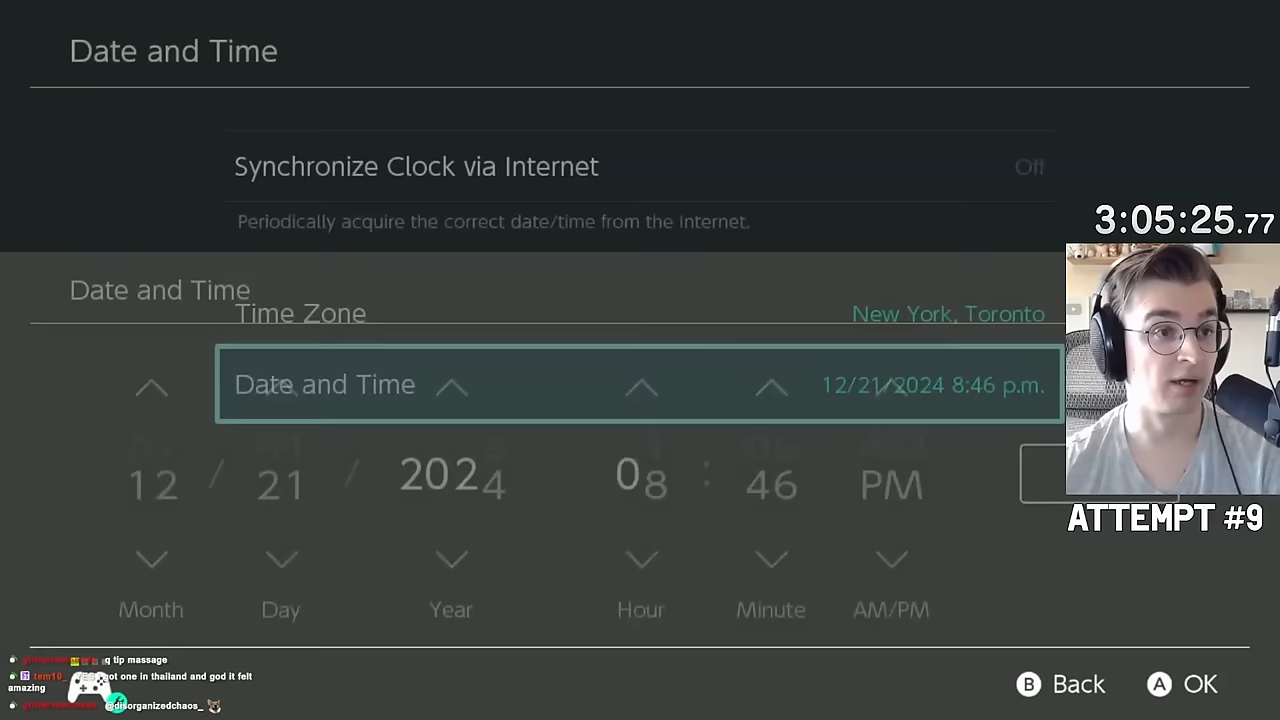 Date and Time
Synchronize Clock via Internet Off
Periodically acquire the correct date/time from the Internet.
3:05:25.77
Date and Time
Time Zone New York, Toronto
Date and Time 12/21/2024 8:46 p.m.
12 / 21 / 2024 08 : 46 PM
ATTEMPT #9
Month Day Year Hour Minute AM/PM
q tip massage
tem10_ got one in thailand and god it felt
amazing
@disorganizedchaos_
B Back A OK